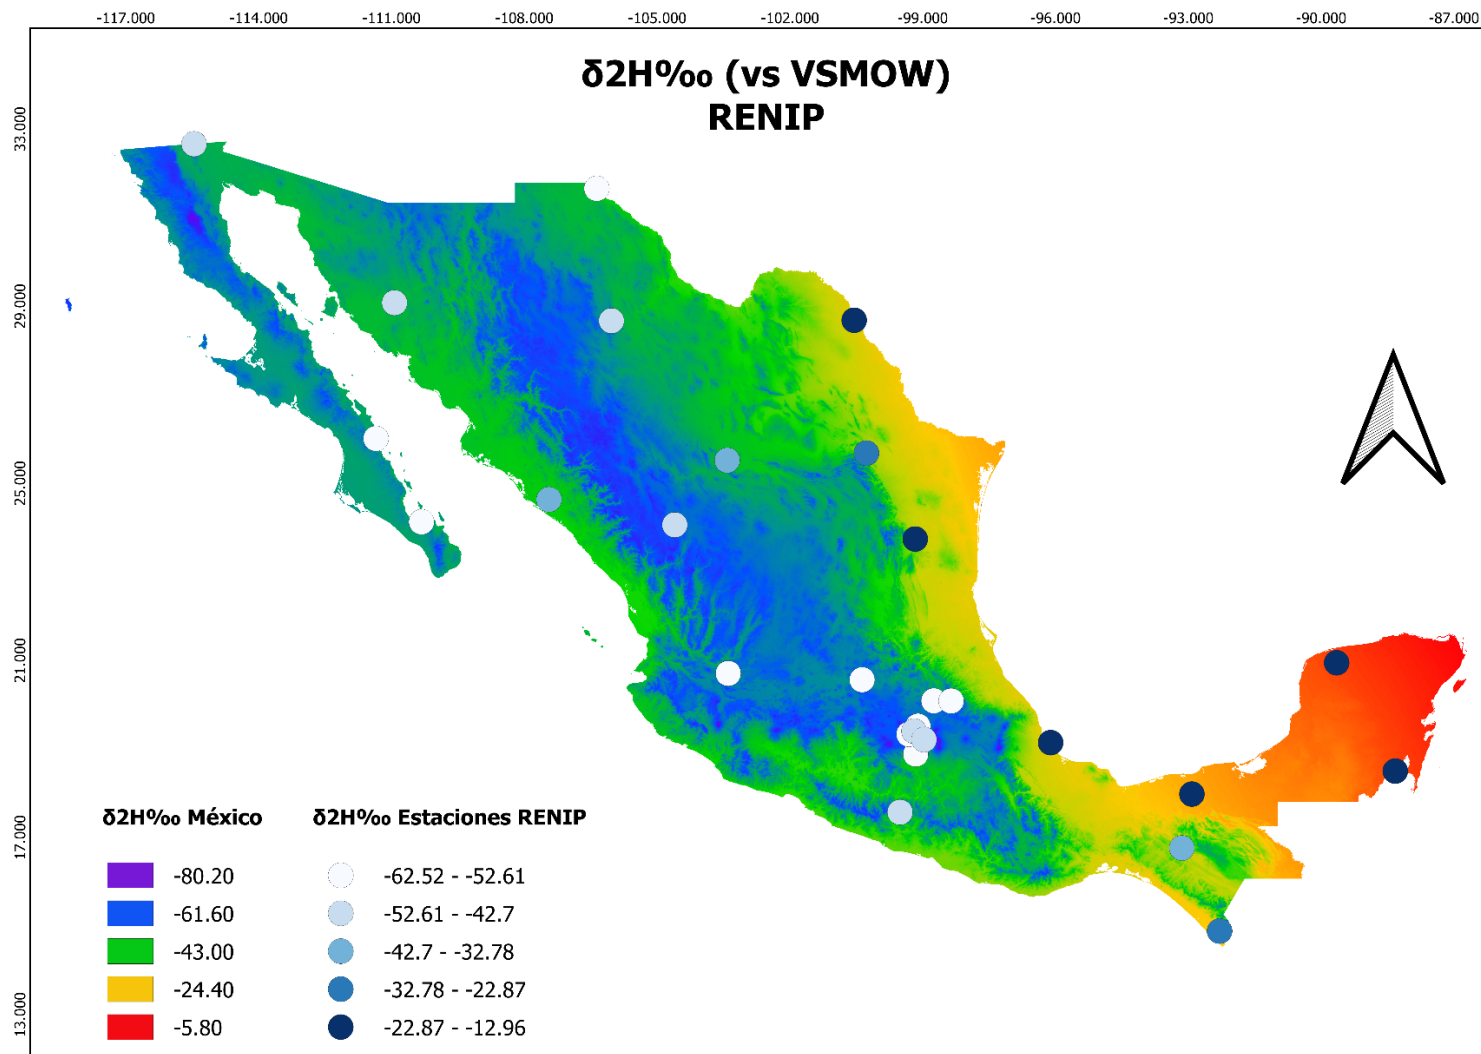 -117.000 -114.000 -111.000 -108.000 -105.000 -102.000 -99.000 -96.000 -93.000 -90.000 -87.000
δ2H‰ (vs VSMOW)
RENIP
33.000
29.000
25.000
21.000
17.000
13.000
δ2H‰ México
-80.20
-61.60
-43.00
-24.40
-5.80
δ2H‰ Estaciones RENIP
-62.52 - -52.61
-52.61 - -42.7
-42.7 - -32.78
-32.78 - -22.87
-22.87 - -12.96